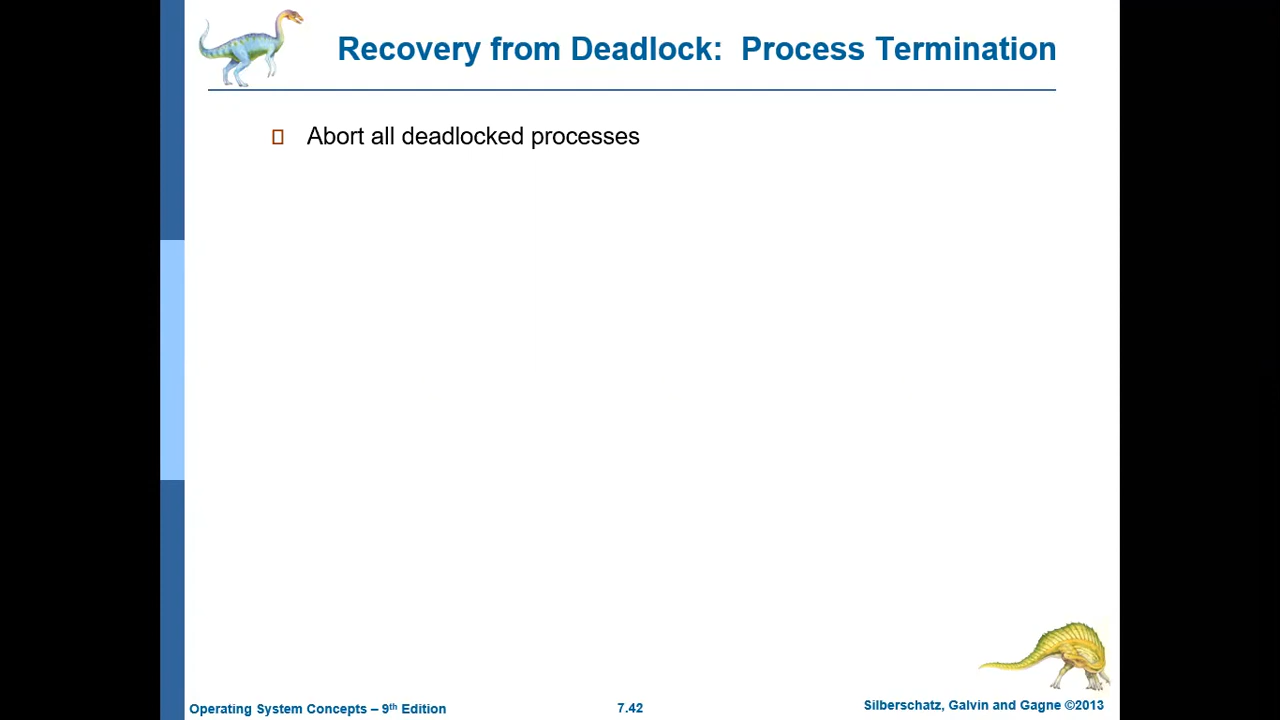 Recovery from Deadlock: Process Termination
Abort all deadlocked processes
Operating System Concepts – 9th Edition
7.42
Silberschatz, Galvin and Gagne ©2013